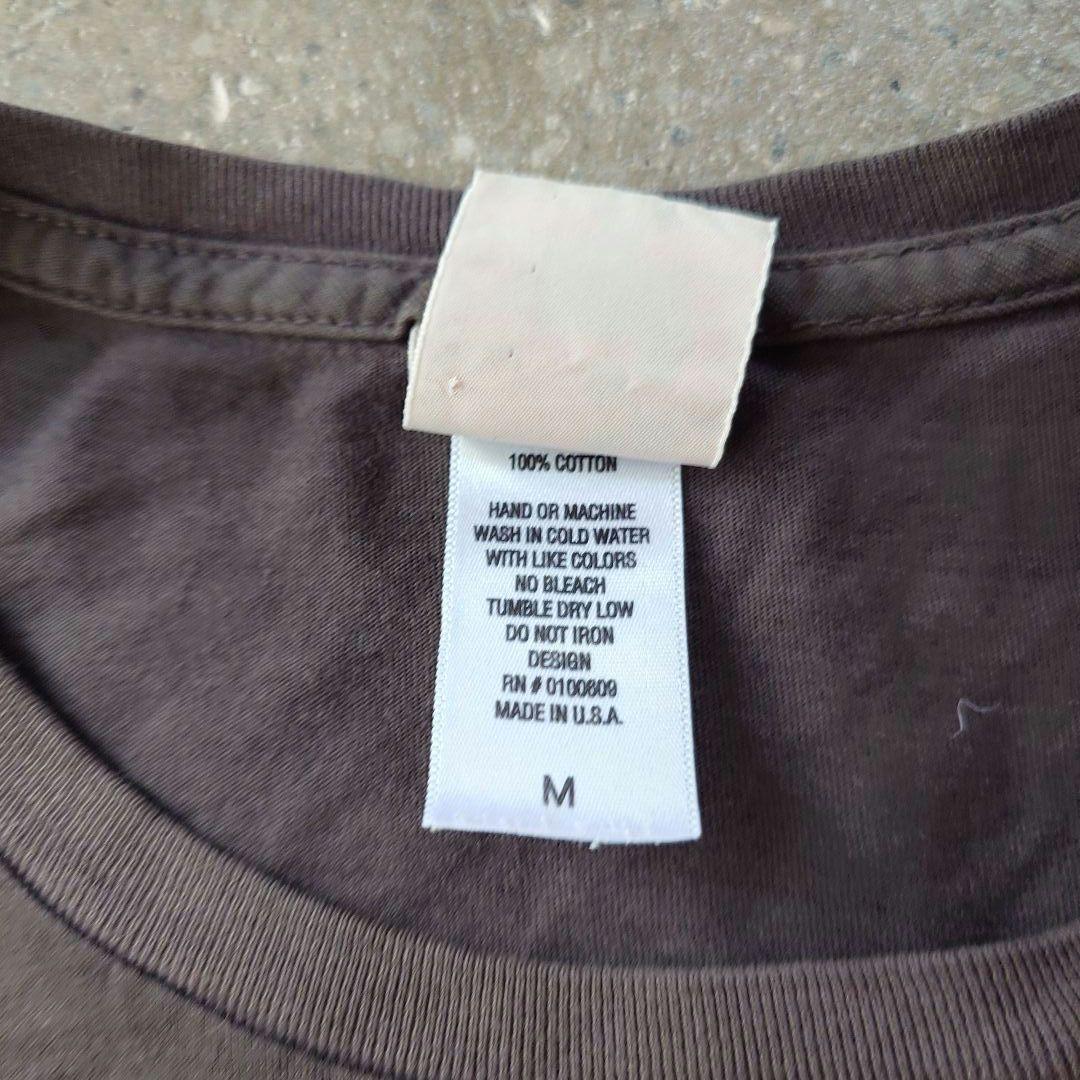 100% COTTON
HAND OR MACHINE
WASH IN COLD WATER
WITH LIKE COLORS
NO BLEACH
TUMBLE DRY LOW
DO NOT IRON
DESIGN
RN # 0100609
MADE IN U.S.A.
M